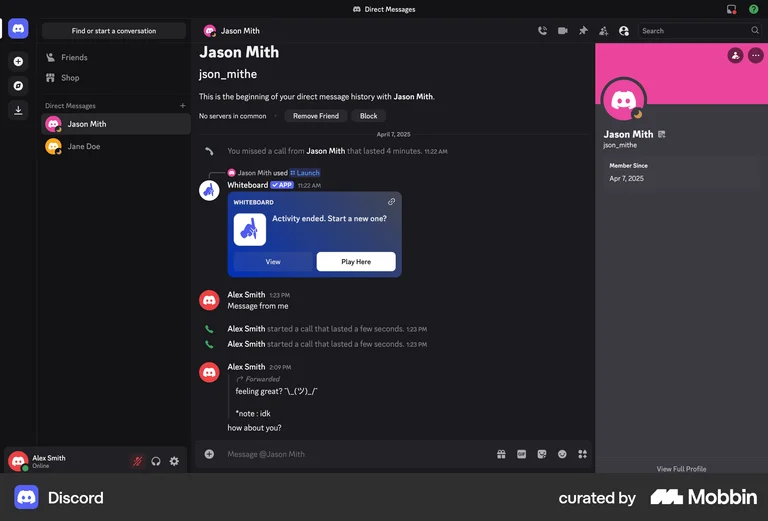 Direct Messages
Find or start a conversation
Friends
Shop
Direct Messages
Jason Mith
Jane Doe
Alex Smith
Online
Jason Mith
Search
Jason Mith
json_mithe
This is the beginning of your direct message history with Jason Mith.
No servers in common
Remove Friend
Block
April 7, 2025
You missed a call from Jason Mith that lasted 4 minutes. 11:22 AM
Jason Mith used Launch
Whiteboard APP 11:22 AM
WHITEBOARD
Activity ended. Start a new one?
View
Play Here
Alex Smith 1:23 PM
Message from me
Alex Smith started a call that lasted a few seconds. 1:23 PM
Alex Smith started a call that lasted a few seconds. 1:23 PM
Alex Smith 2:09 PM
Forwarded
feeling great? ¯\_(ツ)_/¯
*note : idk
how about you?
Message @Jason Mith
GIF
Jason Mith
json_mithe
Member Since
Apr 7, 2025
View Full Profile
Discord
curated by Mobbin